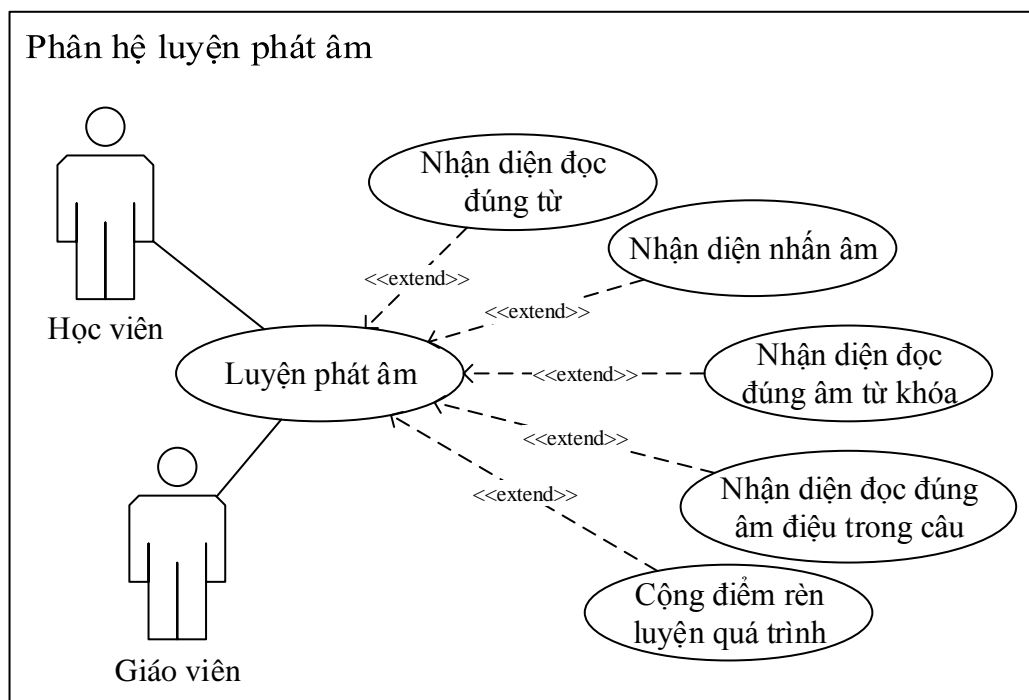 Phân hệ luyện phát âm
Nhận diện đọc
đúng từ
Nhận diện nhấn âm
<<extend>>
<<extend>>
Học viên
Luyện phát âm
<<extend>>
Nhận diện đọc
đúng âm từ khóa
<<extend>>
Nhận diện đọc đúng
âm điệu trong câu
<<extend>>
Cộng điểm rèn
luyện quá trình
Giáo viên